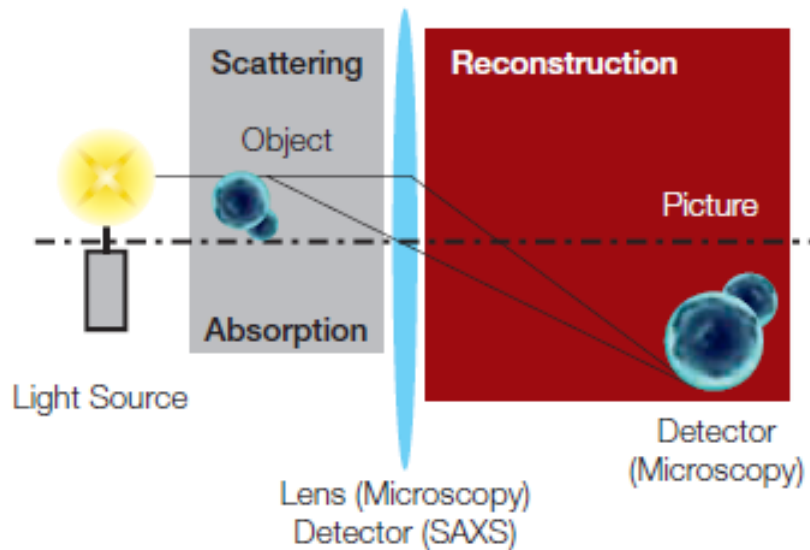 Scattering
Reconstruction
Object
Picture
Absorption
Light Source
Detector
(Microscopy)
Lens (Microscopy)
Detector (SAXS)